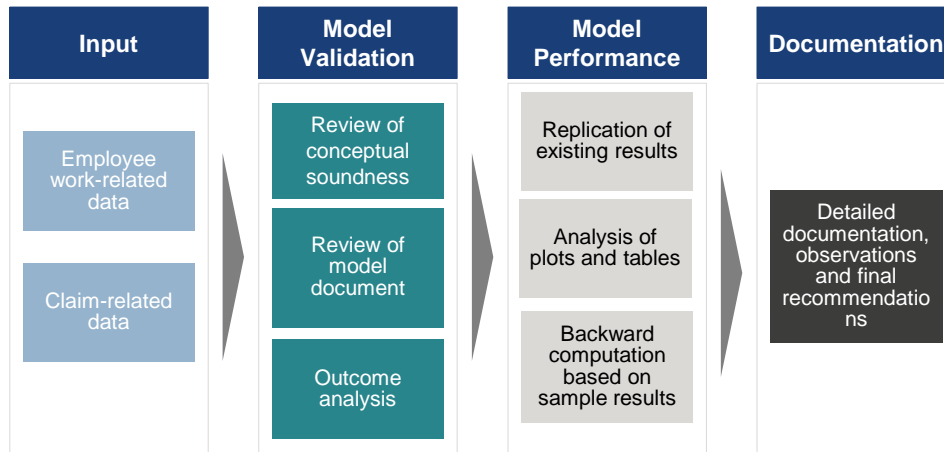 Input
Employee
work-related
data
Claim-related
data
Model
Validation
Review of
conceptual
soundness
Review of
model
document
Outcome
analysis
Model
Performance
Replication of
existing results
Analysis of
plots and tables
Backward
computation
based on
sample results
Documentation
Detailed
documentation,
observations
and final
recommendatio
ns